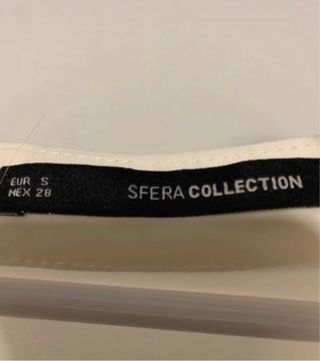 EUR S
MEX 28
SFERA COLLECTION